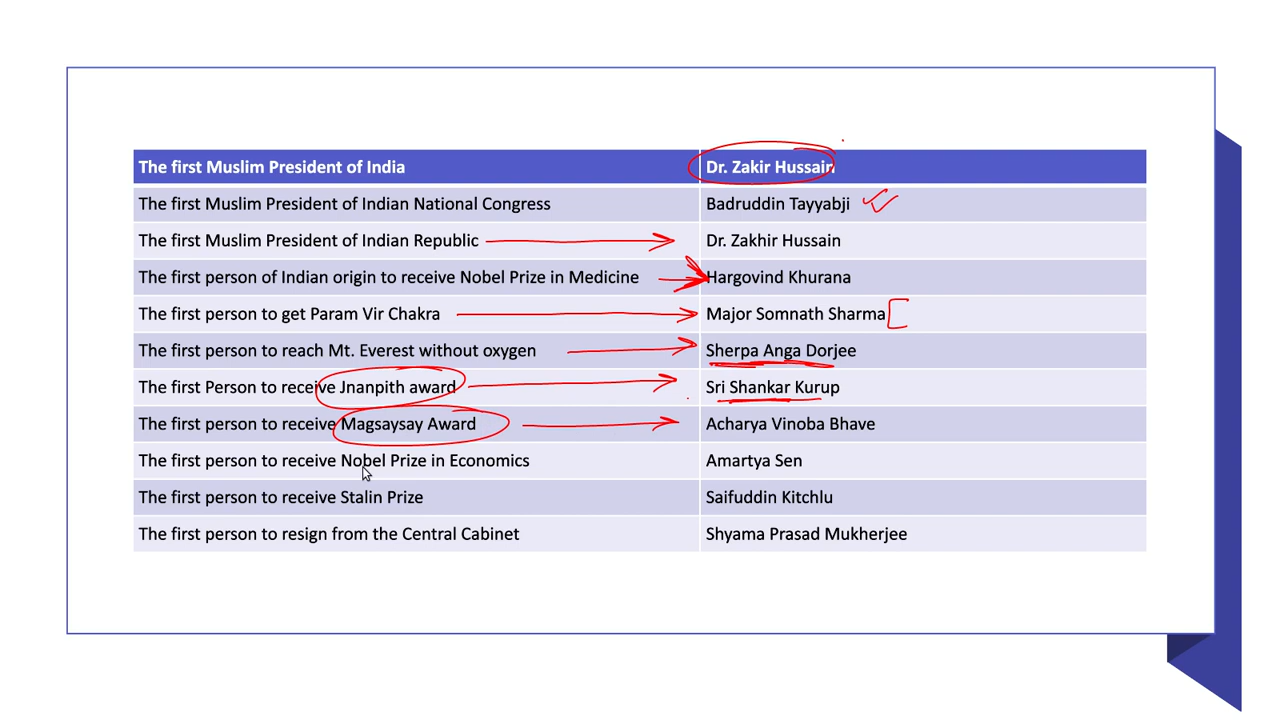 The first Muslim President of India Dr. Zakir Hussain
The first Muslim President of Indian National Congress Badruddin Tayyabji
The first Muslim President of Indian Republic Dr. Zakhir Hussain
The first person of Indian origin to receive Nobel Prize in Medicine Hargovind Khurana
The first person to get Param Vir Chakra Major Somnath Sharma
The first person to reach Mt. Everest without oxygen Sherpa Anga Dorjee
The first Person to receive Jnanpith award Sri Shankar Kurup
The first person to receive Magsaysay Award Acharya Vinoba Bhave
The first person to receive Nobel Prize in Economics Amartya Sen
The first person to receive Stalin Prize Saifuddin Kitchlu
The first person to resign from the Central Cabinet Shyama Prasad Mukherjee